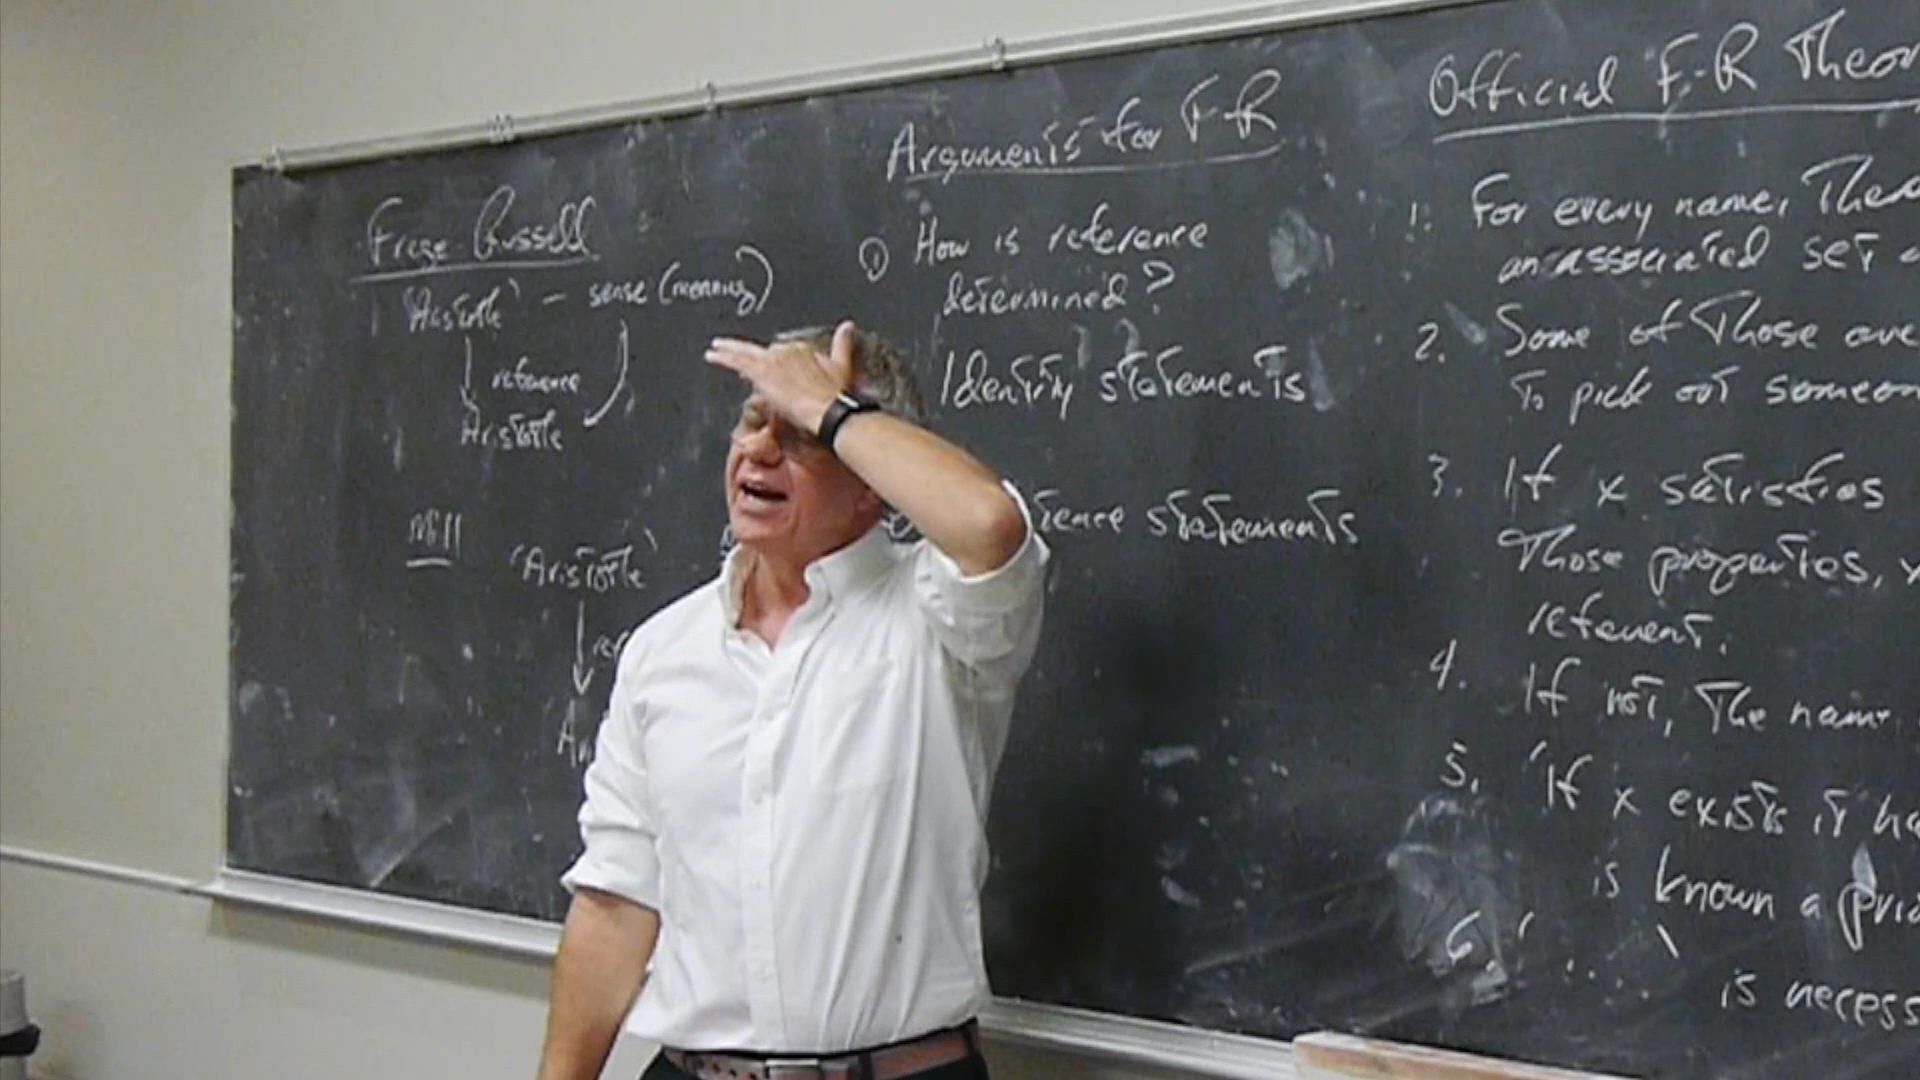 Frege-Russell
'Aristotle' – sense (meaning)
reference
Aristotle
Mill
'Aristotle'
ref
A
Arguments for F-R
① How is reference
determined?
Identity statements
tence statements
Official F-R Theor
1. For every name, There
an associated set
2. Some of Those are
To pick out someon
3. If x satisfies
Those properties,
referent.
4. If not, The name
5. 'If x exists it ha
is known a prio
6. ' . . . '
is necess